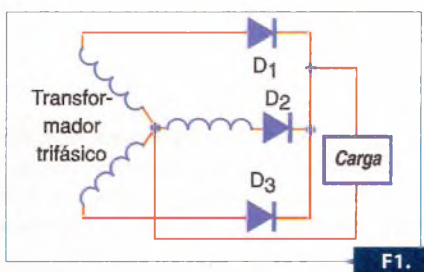 D1
Transfor-
mador
trifásico
D2
Carga
D3
F1.